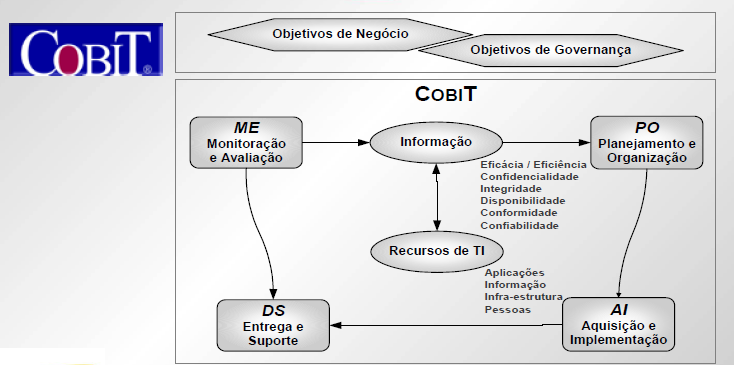 COBIT®
Objetivos de Negócio
Objetivos de Governança
COBIT
ME
Monitoração
e Avaliação
Informação
PO
Planejamento e
Organização
Eficácia / Eficiência
Confidencialidade
Integridade
Disponibilidade
Conformidade
Confiabilidade
Recursos de TI
Aplicações
Informação
Infra-estrutura
Pessoas
DS
Entrega e
Suporte
AI
Aquisição e
Implementação